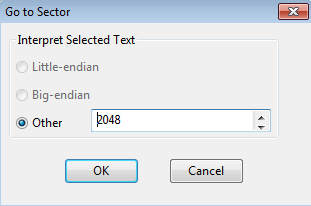 Go to Sector
Interpret Selected Text
Little-endian
Big-endian
Other 2048
OK Cancel